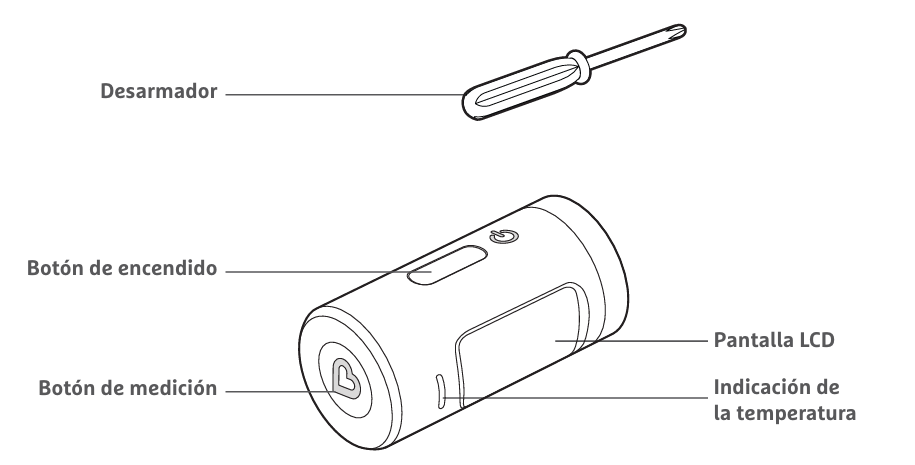 Desarmador
Botón de encendido
Pantalla LCD
Botón de medición
Indicación de
la temperatura